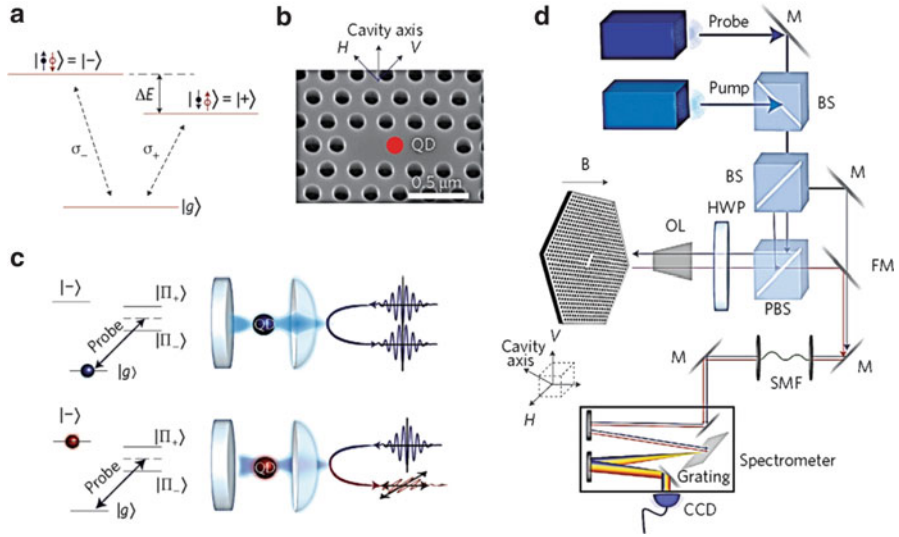 a
|⇞⇟⟩ = |−⟩
ΔE
|⇟⇞⟩ = |+⟩
σ₋
σ₊
|g⟩
b
Cavity axis
H
V
QD
0.5 μm
c
|−⟩
|Π₊⟩
Probe
|Π₋⟩
|g⟩
QD
|−⟩
|Π₊⟩
Probe
|Π₋⟩
|g⟩
QD
d
Probe
M
Pump
BS
B
BS
M
OL
HWP
FM
PBS
V
Cavity
axis
H
M
SMF
M
Grating
Spectrometer
CCD